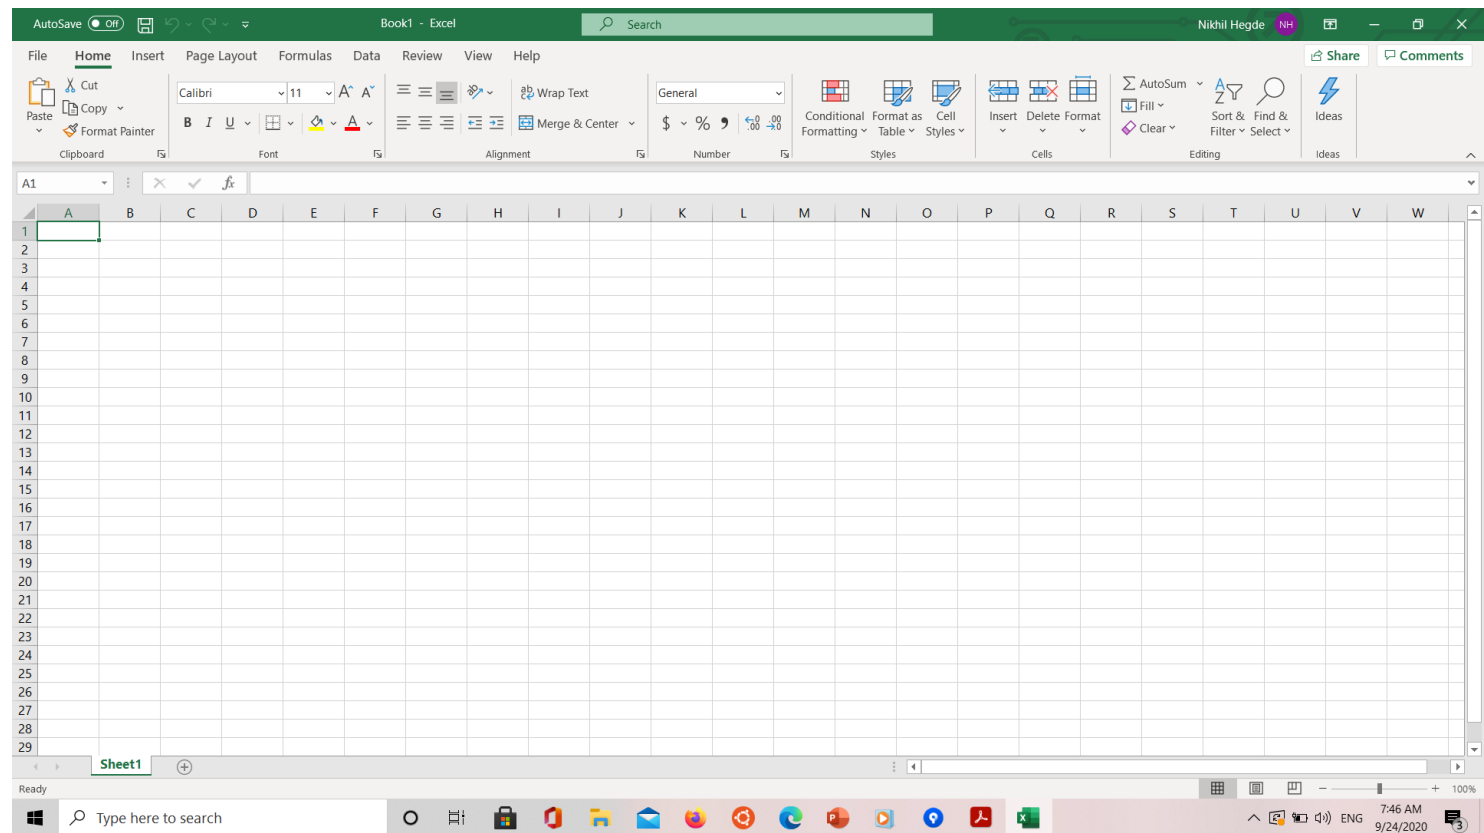 AutoSave Off Book1 - Excel Search Nikhil Hegde NH
File Home Insert Page Layout Formulas Data Review View Help Share Comments
Paste Cut Copy Format Painter Clipboard
Calibri 11 A^ A˅ B I U A Font
ab Wrap Text Merge & Center Alignment
General $ % 9 .00 .00 Number
Conditional Formatting Format as Table Cell Styles Styles
Insert Delete Format Cells
AutoSum Fill Clear Sort & Filter Find & Select Editing
Ideas Ideas
A1 fx
A B C D E F G H I J K L M N O P Q R S T U V W
1
2
3
4
5
6
7
8
9
10
11
12
13
14
15
16
17
18
19
20
21
22
23
24
25
26
27
28
29
Sheet1
Ready 100%
Type here to search ENG 7:46 AM
9/24/2020 3